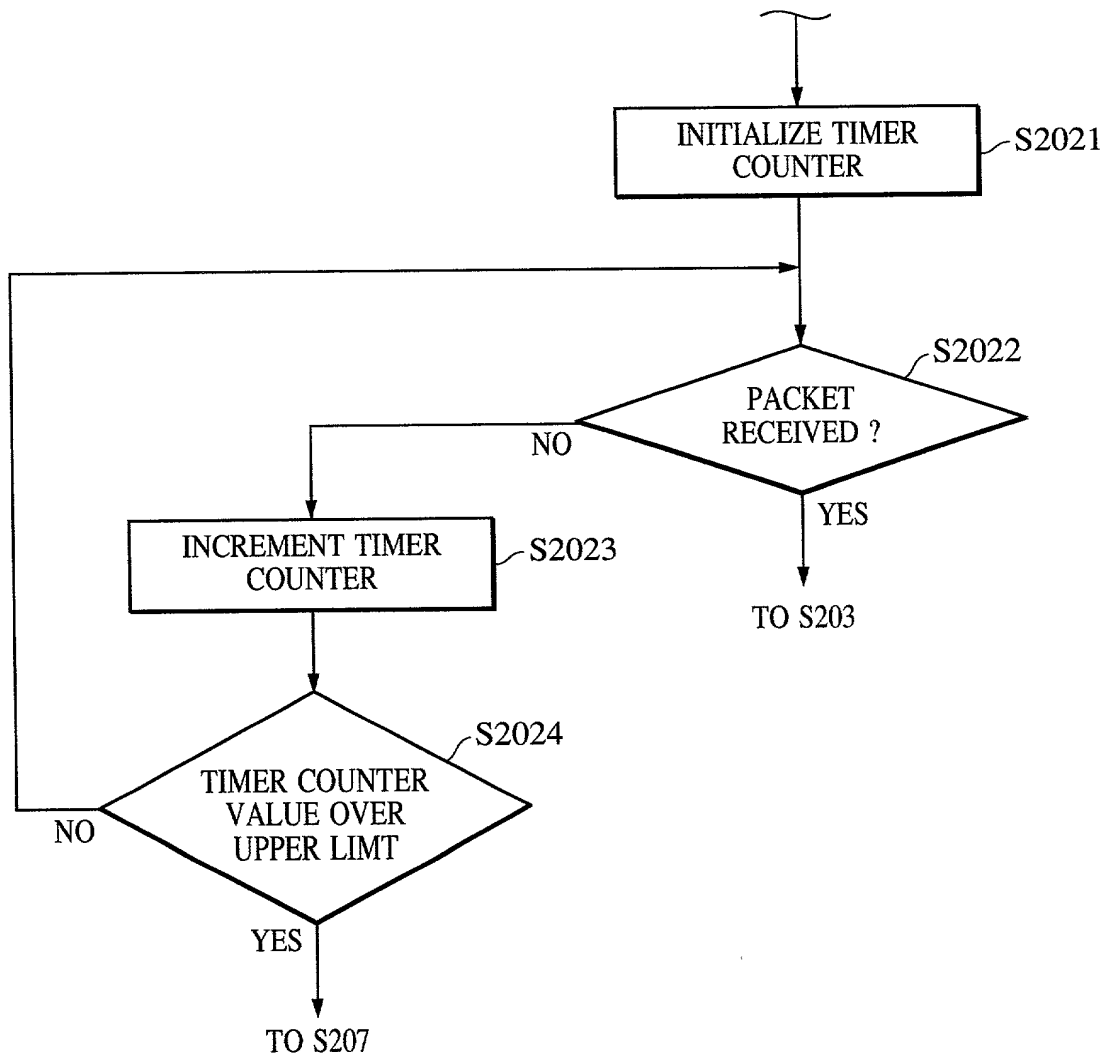 INITIALIZE TIMER
COUNTER
S2021
S2022
PACKET
RECEIVED ?
NO
YES
INCREMENT TIMER
COUNTER
S2023
TO S203
S2024
TIMER COUNTER
VALUE OVER
UPPER LIMT
NO
YES
TO S207